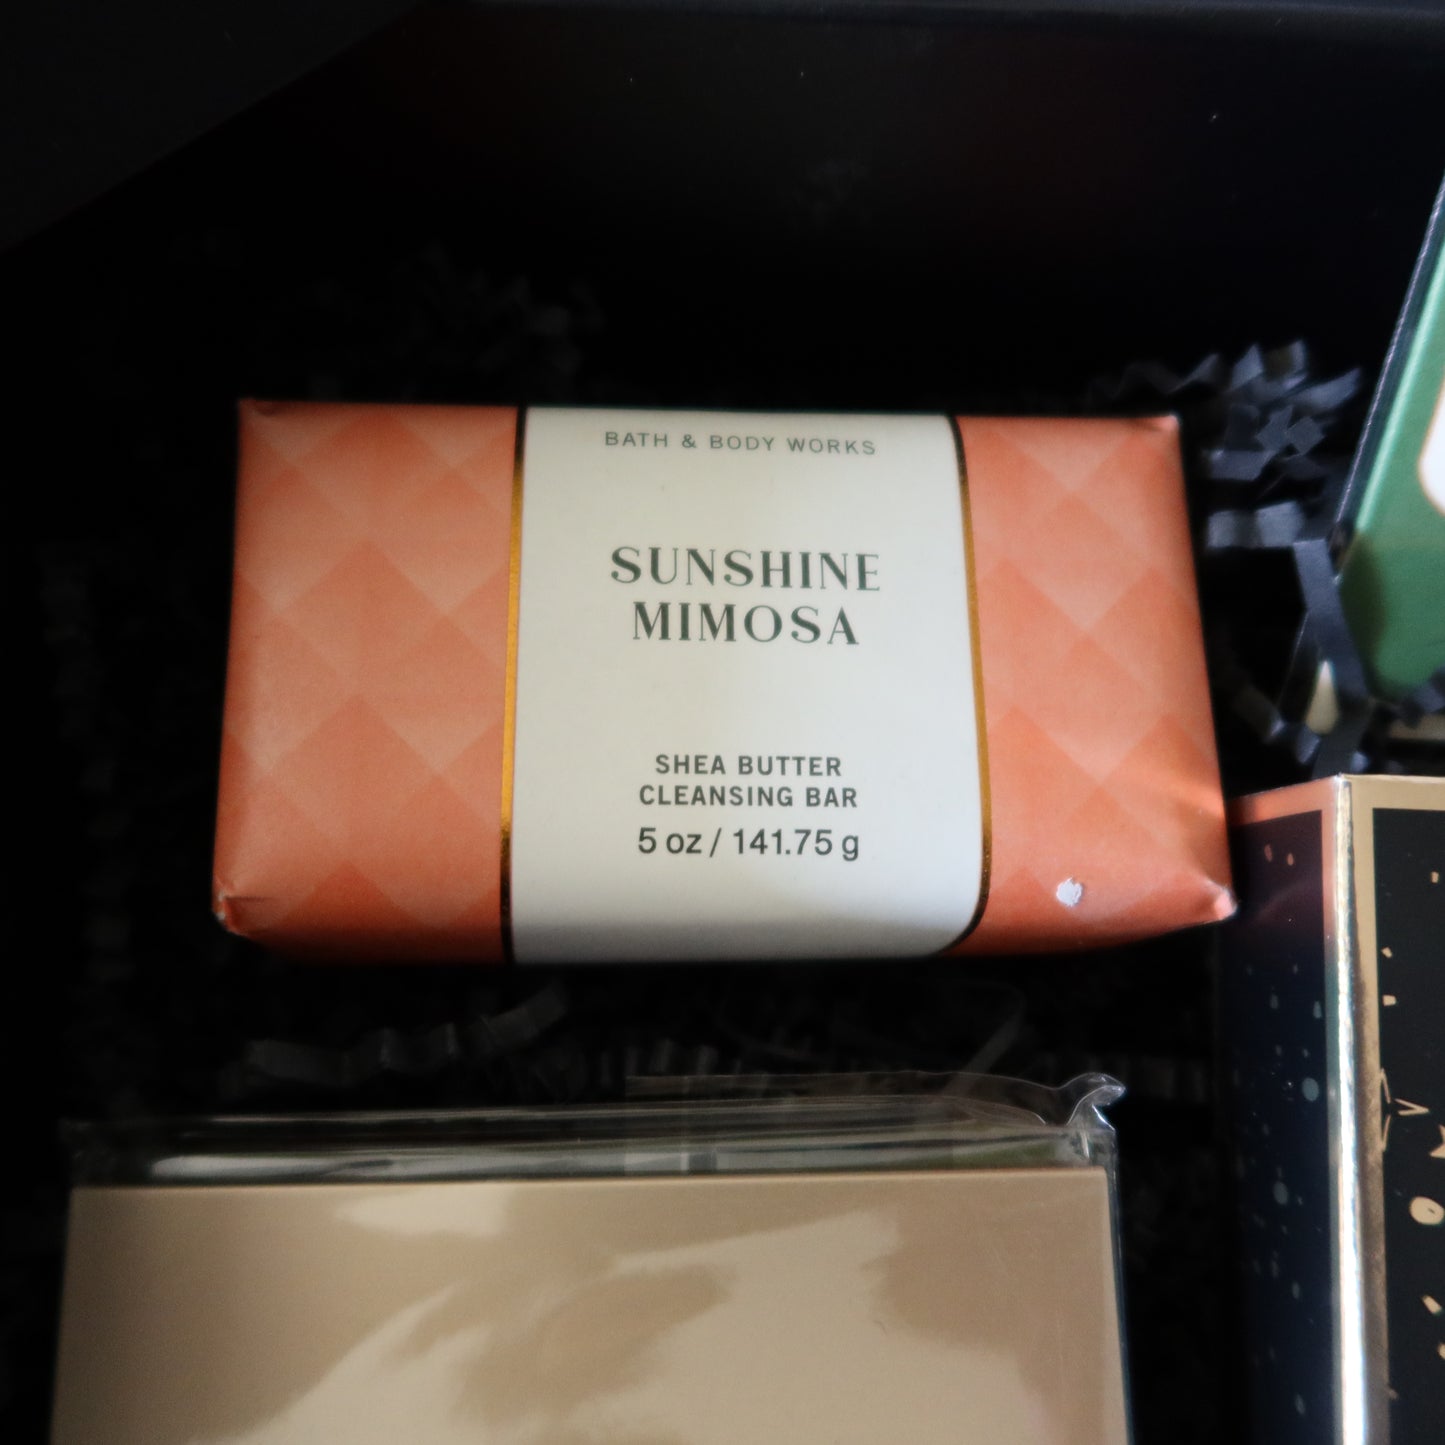 BATH & BODY WORKS
SUNSHINE
MIMOSA
SHEA BUTTER
CLEANSING BAR
5 oz / 141.75 g